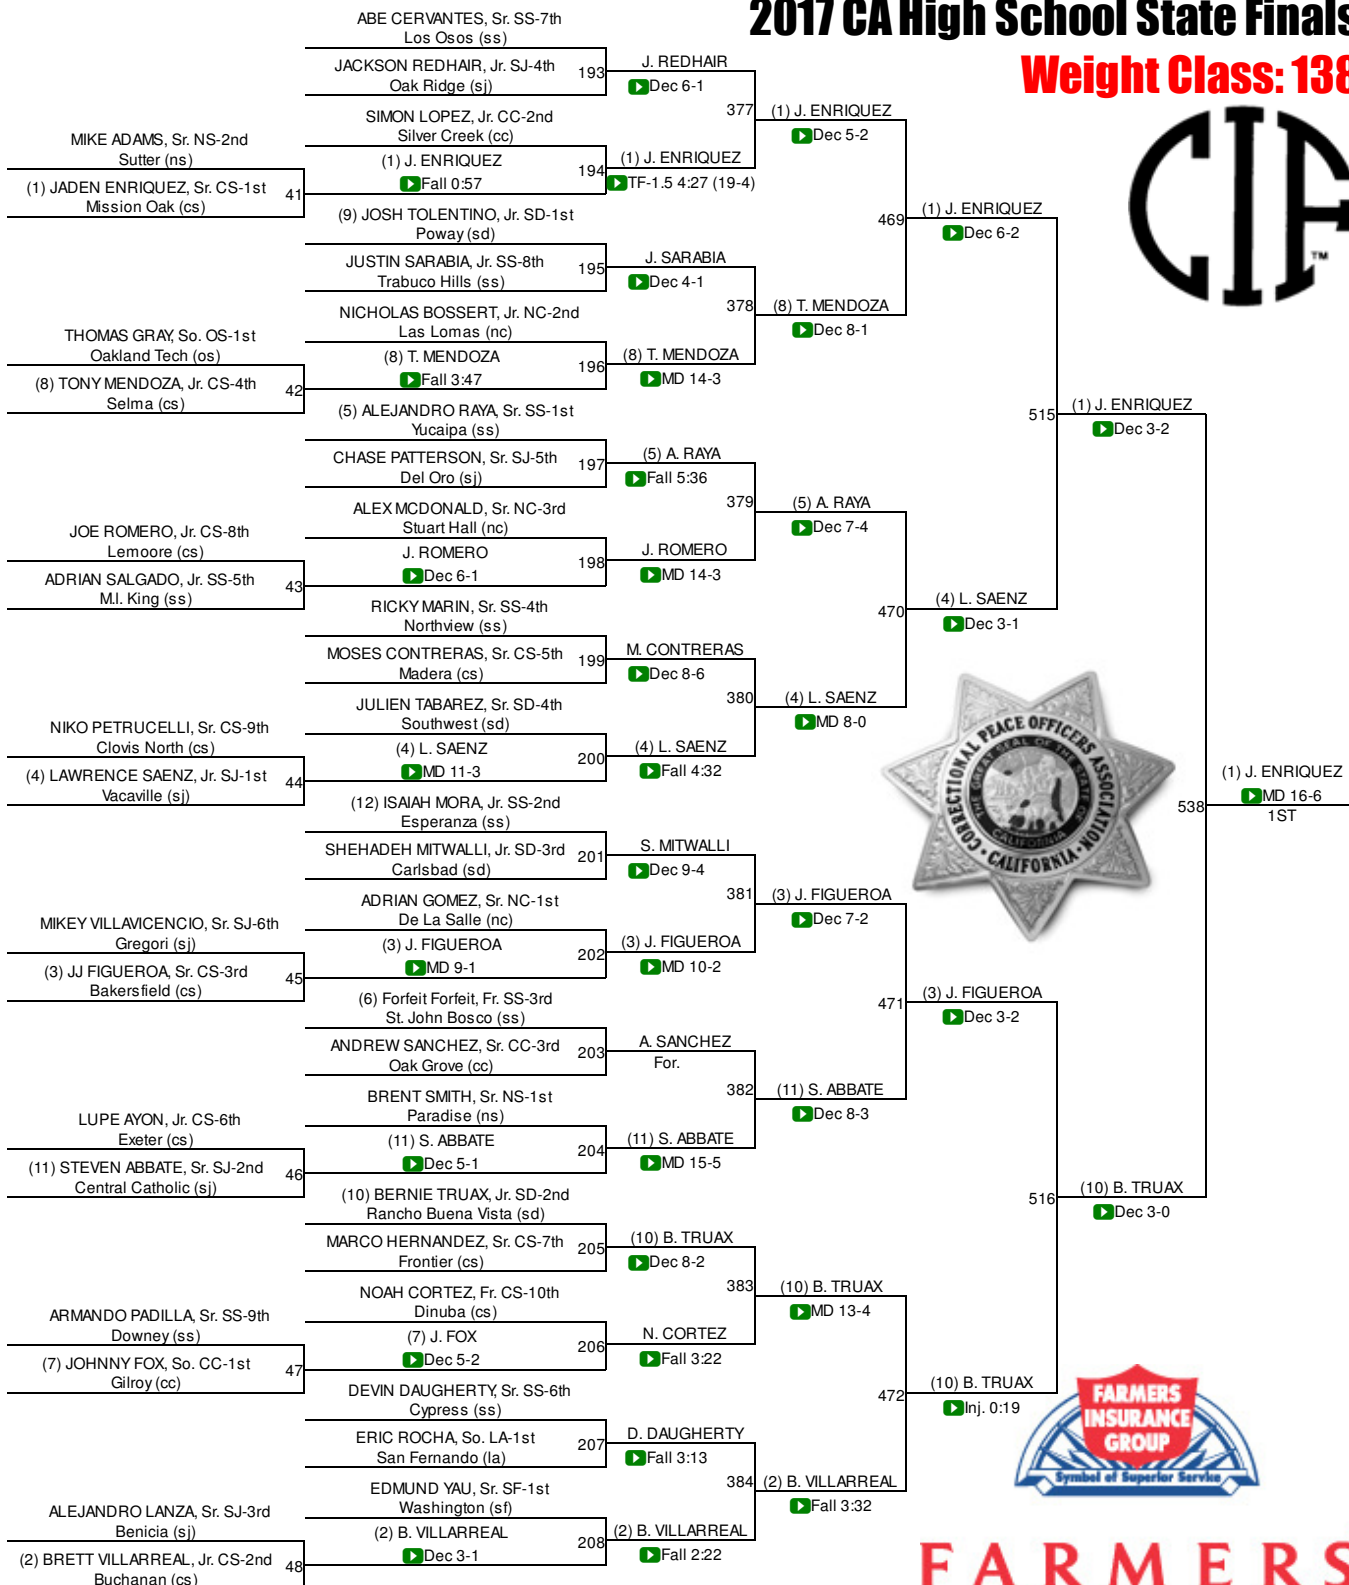 2017 CA High School State Finals
Weight Class: 138
CIF
TM
ABE CERVANTES, Sr. SS-7th
Los Osos (ss)
JACKSON REDHAIR, Jr. SJ-4th
Oak Ridge (sj)
193
J. REDHAIR
Dec 6-1
SIMON LOPEZ, Jr. CC-2nd
Silver Creek (cc)
MIKE ADAMS, Sr. NS-2nd
Sutter (ns)
(1) JADEN ENRIQUEZ, Sr. CS-1st
Mission Oak (cs)
41
(1) J. ENRIQUEZ
Fall 0:57
194
(1) J. ENRIQUEZ
TF-1.5 4:27 (19-4)
377
(1) J. ENRIQUEZ
Dec 5-2
(9) JOSH TOLENTINO, Jr. SD-1st
Poway (sd)
JUSTIN SARABIA, Jr. SS-8th
Trabuco Hills (ss)
195
J. SARABIA
Dec 4-1
NICHOLAS BOSSERT, Jr. NC-2nd
Las Lomas (nc)
THOMAS GRAY, So. OS-1st
Oakland Tech (os)
(8) TONY MENDOZA, Jr. CS-4th
Selma (cs)
42
(8) T. MENDOZA
Fall 3:47
196
(8) T. MENDOZA
MD 14-3
378
(8) T. MENDOZA
Dec 8-1
469
(1) J. ENRIQUEZ
Dec 6-2
(5) ALEJANDRO RAYA, Sr. SS-1st
Yucaipa (ss)
CHASE PATTERSON, Sr. SJ-5th
Del Oro (sj)
197
(5) A. RAYA
Fall 5:36
ALEX MCDONALD, Sr. NC-3rd
Stuart Hall (nc)
JOE ROMERO, Jr. CS-8th
Lemoore (cs)
ADRIAN SALGADO, Jr. SS-5th
M.l. King (ss)
43
J. ROMERO
Dec 6-1
198
J. ROMERO
MD 14-3
379
(5) A. RAYA
Dec 7-4
RICKY MARIN, Sr. SS-4th
Northview (ss)
MOSES CONTRERAS, Sr. CS-5th
Madera (cs)
199
M. CONTRERAS
Dec 8-6
JULIEN TABAREZ, Sr. SD-4th
Southwest (sd)
NIKO PETRUCELLI, Sr. CS-9th
Clovis North (cs)
(4) LAWRENCE SAENZ, Jr. SJ-1st
Vacaville (sj)
44
(4) L. SAENZ
MD 11-3
200
(4) L. SAENZ
Fall 4:32
380
(4) L. SAENZ
MD 8-0
470
(4) L. SAENZ
Dec 3-1
515
(1) J. ENRIQUEZ
Dec 3-2
(12) ISAIAH MORA, Jr. SS-2nd
Esperanza (ss)
SHEHADEH MITWALLI, Jr. SD-3rd
Carlsbad (sd)
201
S. MITWALLI
Dec 9-4
ADRIAN GOMEZ, Sr. NC-1st
De La Salle (nc)
MIKEY VILLAVICENCIO, Sr. SJ-6th
Gregori (sj)
(3) JJ FIGUEROA, Sr. CS-3rd
Bakersfield (cs)
45
(3) J. FIGUEROA
MD 9-1
202
(3) J. FIGUEROA
MD 10-2
381
(3) J. FIGUEROA
Dec 7-2
(6) Forfeit Forfeit, Fr. SS-3rd
St. John Bosco (ss)
ANDREW SANCHEZ, Sr. CC-3rd
Oak Grove (cc)
203
A. SANCHEZ
For.
BRENT SMITH, Sr. NS-1st
Paradise (ns)
LUPE AYON, Jr. CS-6th
Exeter (cs)
(11) STEVEN ABBATE, Sr. SJ-2nd
Central Catholic (sj)
46
(11) S. ABBATE
Dec 5-1
204
(11) S. ABBATE
MD 15-5
382
(11) S. ABBATE
Dec 8-3
471
(3) J. FIGUEROA
Dec 3-2
(10) BERNIE TRUAX, Jr. SD-2nd
Rancho Buena Vista (sd)
MARCO HERNANDEZ, Sr. CS-7th
Frontier (cs)
205
(10) B. TRUAX
Dec 8-2
NOAH CORTEZ, Fr. CS-10th
Dinuba (cs)
ARMANDO PADILLA, Sr. SS-9th
Downey (ss)
(7) JOHNNY FOX, So. CC-1st
Gilroy (cc)
47
(7) J. FOX
Dec 5-2
206
N. CORTEZ
Fall 3:22
383
(10) B. TRUAX
MD 13-4
DEVIN DAUGHERTY, Sr. SS-6th
Cypress (ss)
ERIC ROCHA, So. LA-1st
San Fernando (la)
207
D. DAUGHERTY
Fall 3:13
EDMUND YAU, Sr. SF-1st
Washington (sf)
ALEJANDRO LANZA, Sr. SJ-3rd
Benicia (sj)
(2) BRETT VILLARREAL, Jr. CS-2nd
Buchanan (cs)
48
(2) B. VILLARREAL
Dec 3-1
208
(2) B. VILLARREAL
Fall 2:22
384
(2) B. VILLARREAL
Fall 3:32
472
(10) B. TRUAX
Inj. 0:19
516
(10) B. TRUAX
Dec 3-0
538
(1) J. ENRIQUEZ
MD 16-6
1ST
CORRECTIONAL PEACE OFFICERS ASSOCIATION
CALIFORNIA
FARMERS
INSURANCE
GROUP
Symbol of Superior Service
FARMERS